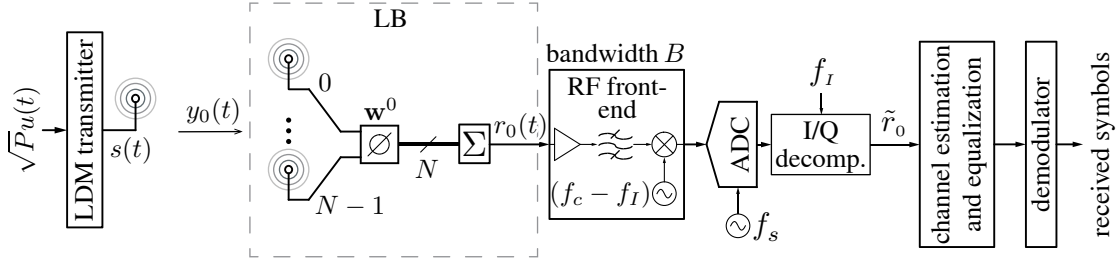 √Pu(t)
LDM transmitter
s(t)
y₀(t)
LB
0
N − 1
w⁰
∅
N
Σ
r₀(t)
bandwidth B
RF front-
end
(f_c − f_I)
ADC
f_s
f_I
I/Q
decomp.
r̃₀
channel estimation
and equalization
demodulator
received symbols